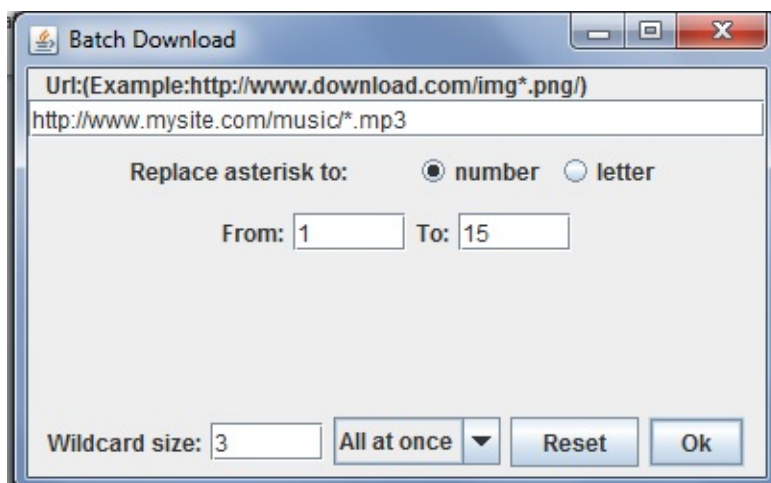 Batch Download
Url:(Example:http://www.download.com/img*.png/)
http://www.mysite.com/music/*.mp3
Replace asterisk to: number letter
From: 1 To: 15
Wildcard size: 3 All at once Reset Ok